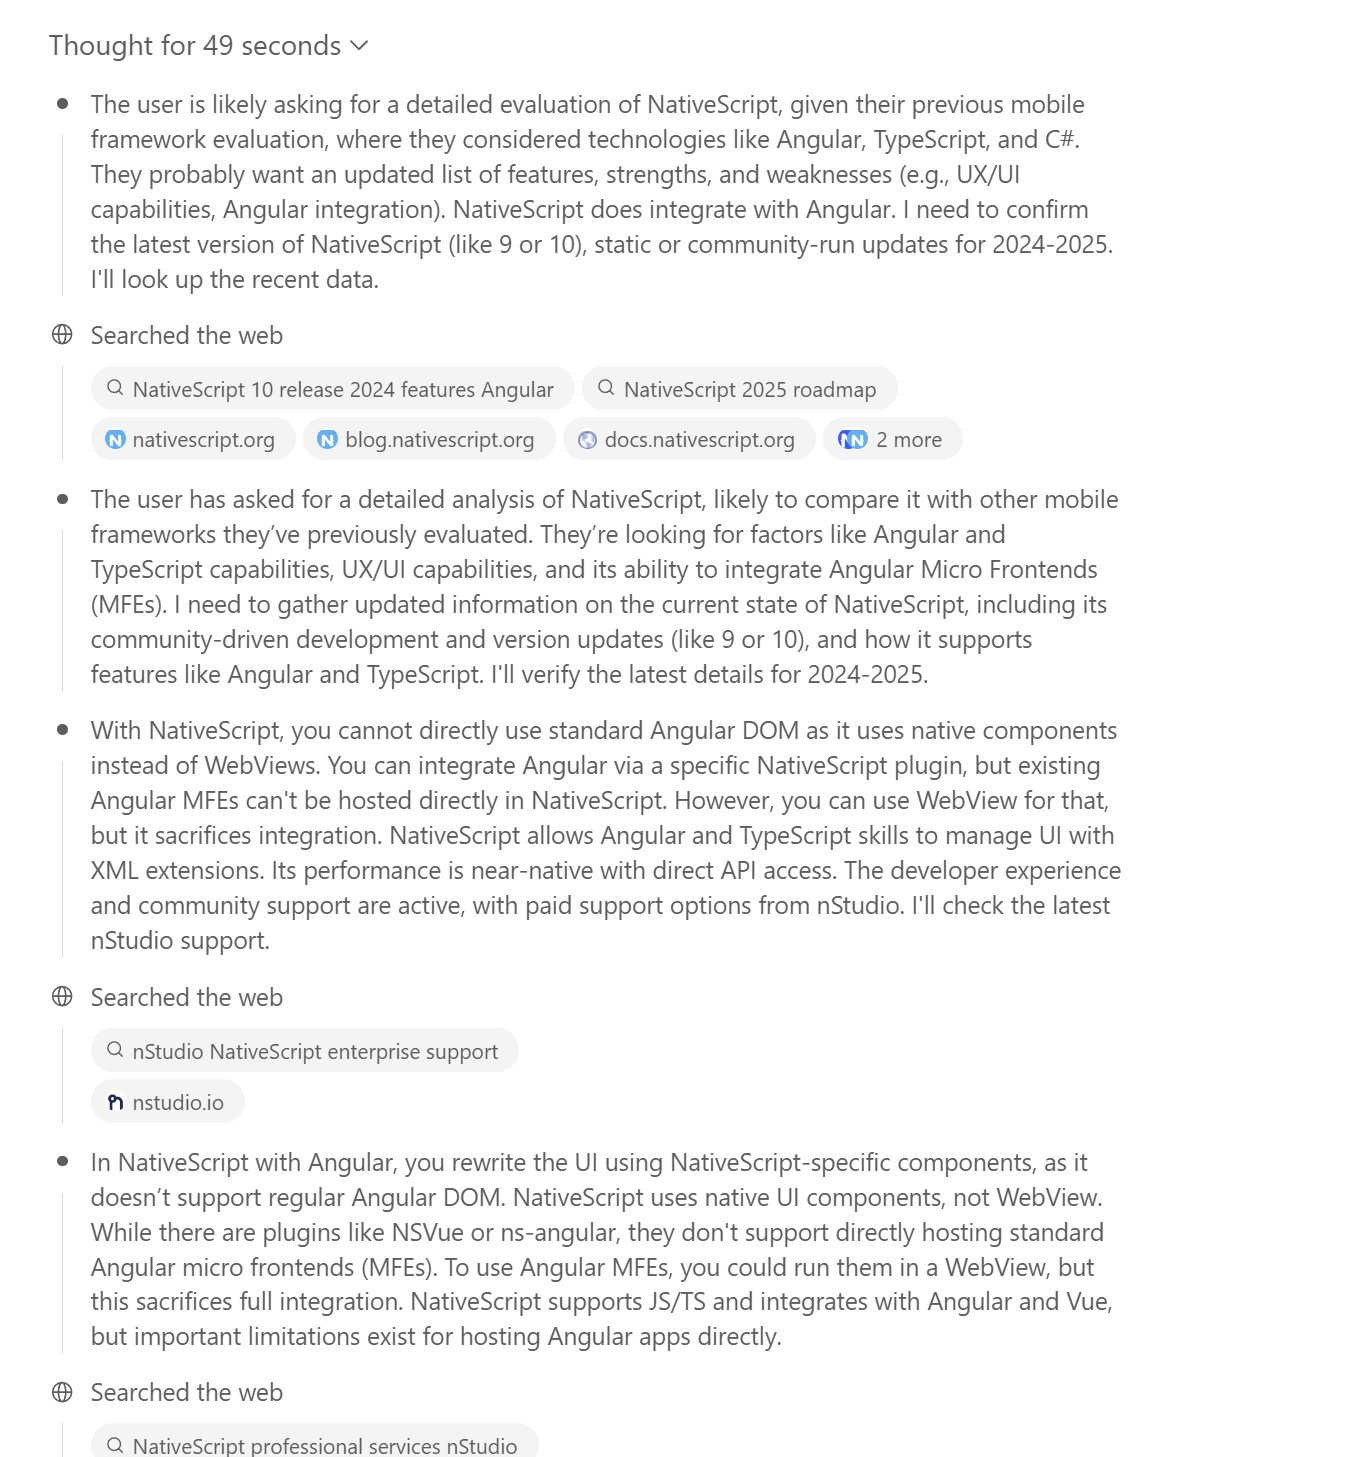 Thought for 49 seconds
The user is likely asking for a detailed evaluation of NativeScript, given their previous mobile
framework evaluation, where they considered technologies like Angular, TypeScript, and C#.
They probably want an updated list of features, strengths, and weaknesses (e.g., UX/UI
capabilities, Angular integration). NativeScript does integrate with Angular. I need to confirm
the latest version of NativeScript (like 9 or 10), static or community-run updates for 2024-2025.
I'll look up the recent data.
Searched the web
NativeScript 10 release 2024 features Angular
NativeScript 2025 roadmap
nativescript.org
blog.nativescript.org
docs.nativescript.org
2 more
The user has asked for a detailed analysis of NativeScript, likely to compare it with other mobile
frameworks they’ve previously evaluated. They’re looking for factors like Angular and
TypeScript capabilities, UX/UI capabilities, and its ability to integrate Angular Micro Frontends
(MFEs). I need to gather updated information on the current state of NativeScript, including its
community-driven development and version updates (like 9 or 10), and how it supports
features like Angular and TypeScript. I'll verify the latest details for 2024-2025.
With NativeScript, you cannot directly use standard Angular DOM as it uses native components
instead of WebViews. You can integrate Angular via a specific NativeScript plugin, but existing
Angular MFEs can't be hosted directly in NativeScript. However, you can use WebView for that,
but it sacrifices integration. NativeScript allows Angular and TypeScript skills to manage UI with
XML extensions. Its performance is near-native with direct API access. The developer experience
and community support are active, with paid support options from nStudio. I'll check the latest
nStudio support.
Searched the web
nStudio NativeScript enterprise support
nstudio.io
In NativeScript with Angular, you rewrite the UI using NativeScript-specific components, as it
doesn’t support regular Angular DOM. NativeScript uses native UI components, not WebView.
While there are plugins like NSVue or ns-angular, they don't support directly hosting standard
Angular micro frontends (MFEs). To use Angular MFEs, you could run them in a WebView, but
this sacrifices full integration. NativeScript supports JS/TS and integrates with Angular and Vue,
but important limitations exist for hosting Angular apps directly.
Searched the web
NativeScript professional services nStudio